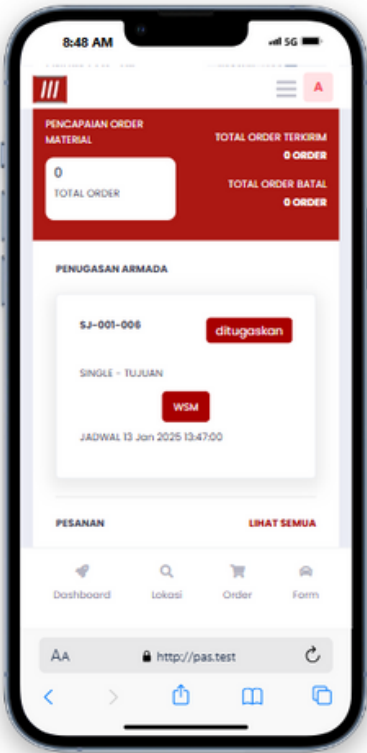 8:48 AM
5G
A
PENCAPAIAN ORDER
MATERIAL
TOTAL ORDER TERKIRIM
0 ORDER
0
TOTAL ORDER
TOTAL ORDER BATAL
0 ORDER
PENUGASAN ARMADA
SJ-001-006
ditugaskan
SINGLE - TUJUAN
WSM
JADWAL 13 Jan 2025 13:47:00
PESANAN
LIHAT SEMUA
Dashboard
Lokasi
Order
Form
AA
http://pas.test